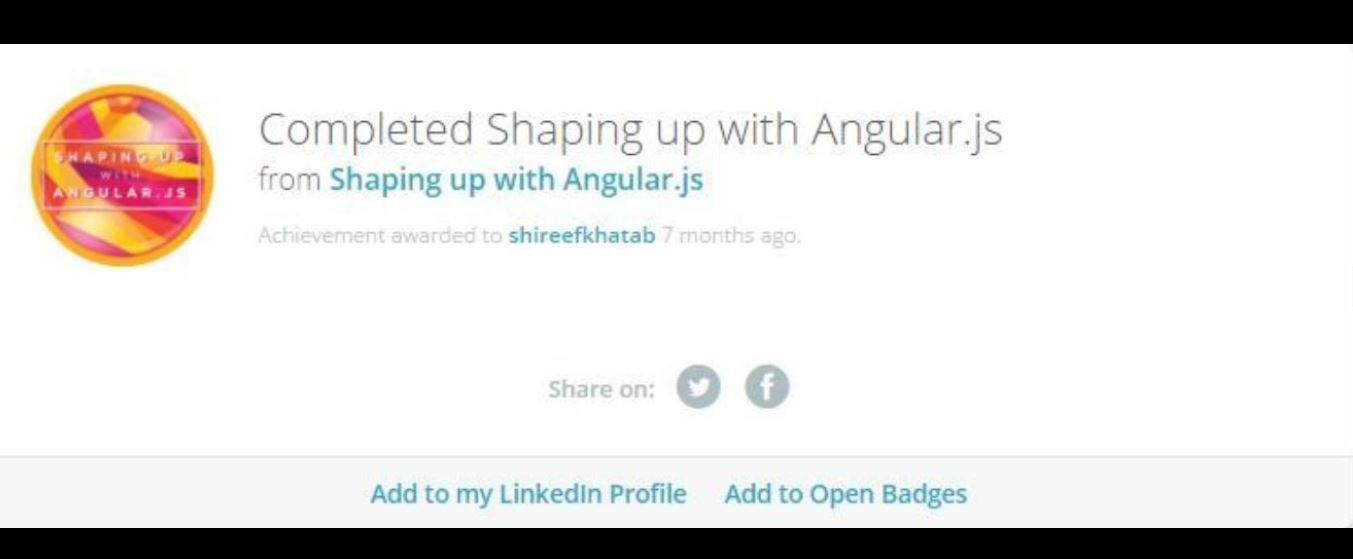 SHAPING UP
WITH
ANGULAR.JS
Completed Shaping up with Angular.js
from Shaping up with Angular.js
Achievement awarded to shireefkhatab 7 months ago.
Share on:
Add to my LinkedIn Profile Add to Open Badges